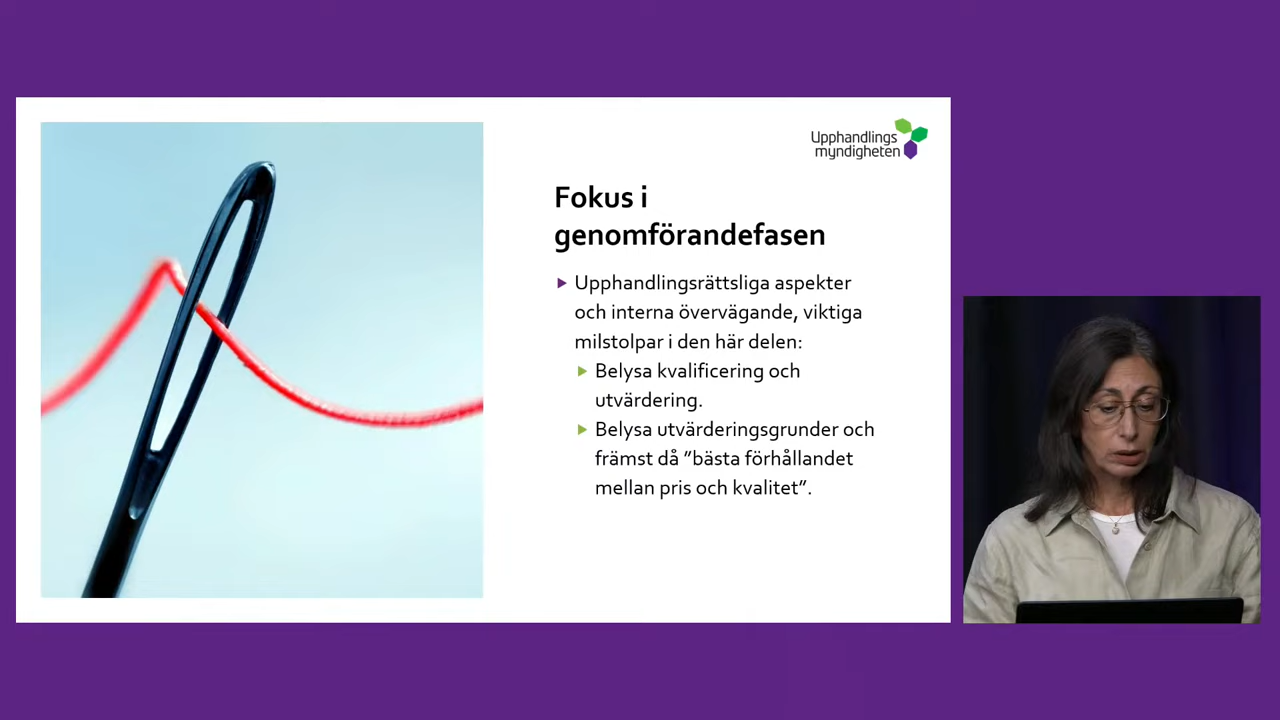 Upphandlings
myndigheten
Fokus i
genomförandefasen
Upphandlingsrättsliga aspekter
och interna övervägande, viktiga
milstolpar i den här delen:
Belysa kvalificering och
utvärdering.
Belysa utvärderingsgrunder och
främst då ”bästa förhållandet
mellan pris och kvalitet”.